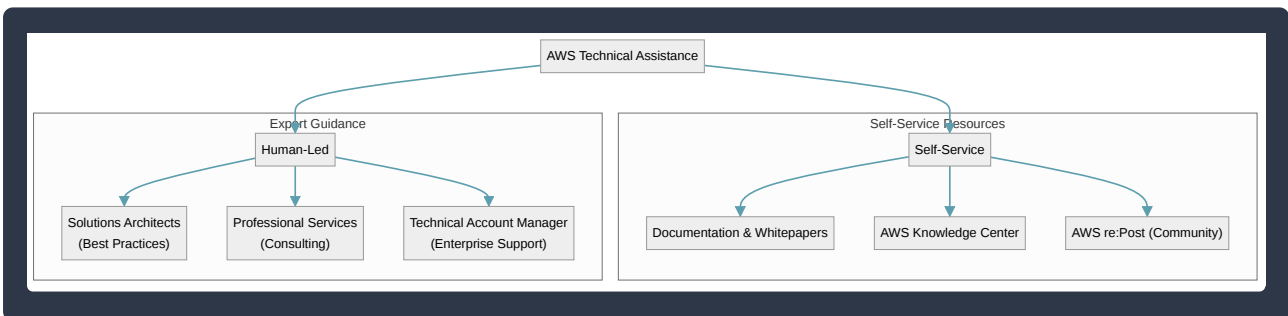 AWS Technical Assistance
Expert Guidance
Self-Service Resources
Human-Led
Self-Service
Solutions Architects
(Best Practices)
Professional Services
(Consulting)
Technical Account Manager
(Enterprise Support)
Documentation & Whitepapers
AWS Knowledge Center
AWS re:Post (Community)